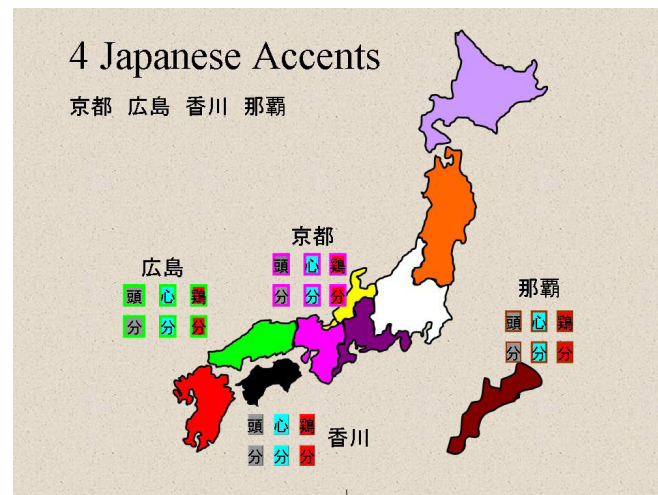 4 Japanese Accents
京都 広島 香川 那覇
京都
頭 心 鶏
分 分 分
広島
頭 心 鶏
分 分 分
那覇
頭 心 鶏
分 分 分
頭 心 鶏
香川
分 分 分